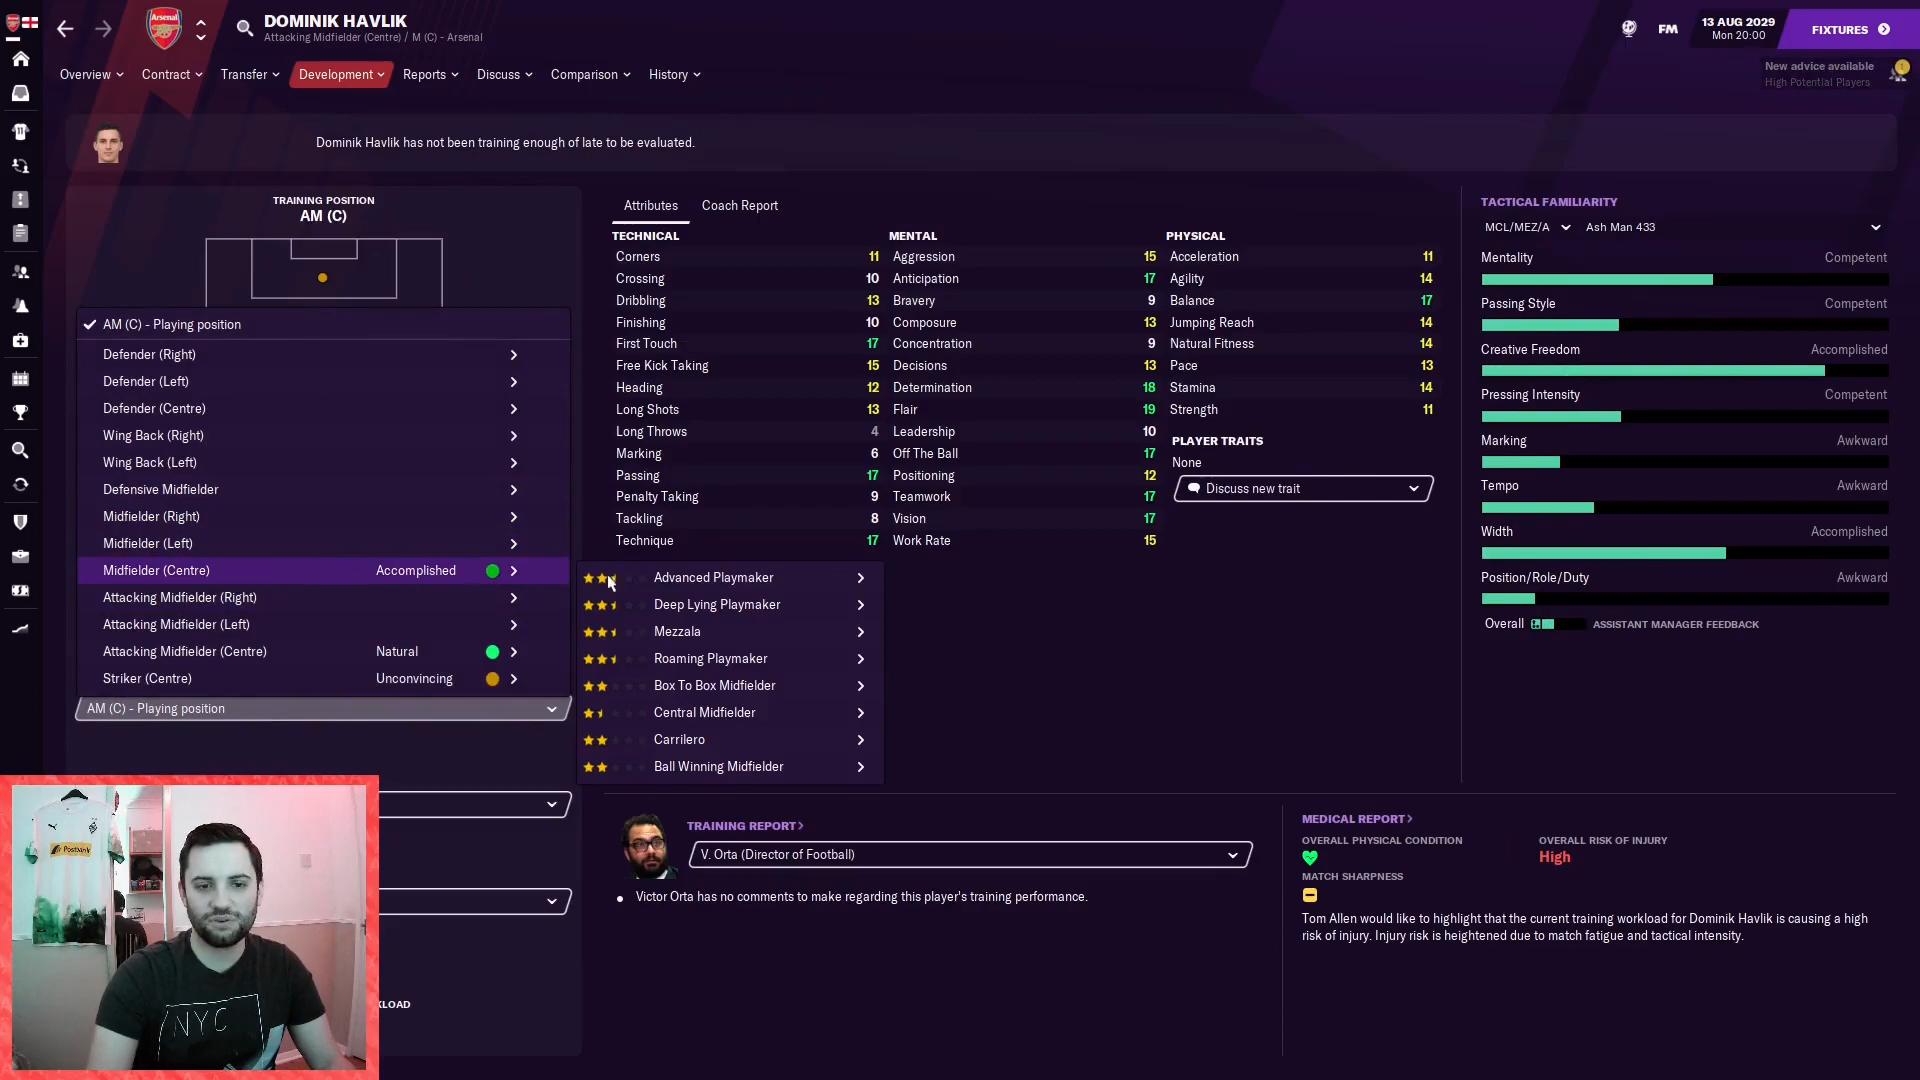 DOMINIK HAVLIK
Attacking Midfielder (Centre) / M (C) - Arsenal
Arsenal
FM
13 AUG 2029
Mon 20:00
FIXTURES
Overview
Contract
Transfer
Development
Reports
Discuss
Comparison
History
New advice available
High Potential Players
Dominik Havlik has not been training enough of late to be evaluated.
TRAINING POSITION
AM (C)
AM (C) - Playing position
Defender (Right)
Defender (Left)
Defender (Centre)
Wing Back (Right)
Wing Back (Left)
Defensive Midfielder
Midfielder (Right)
Midfielder (Left)
Midfielder (Centre) Accomplished
Attacking Midfielder (Right)
Attacking Midfielder (Left)
Attacking Midfielder (Centre) Natural
Striker (Centre) Unconvincing
AM (C) - Playing position
KLOAD
Attributes
Coach Report
TECHNICAL
Corners 11
Crossing 10
Dribbling 13
Finishing 10
First Touch 17
Free Kick Taking 15
Heading 12
Long Shots 13
Long Throws 4
Marking 6
Passing 17
Penalty Taking 9
Tackling 8
Technique 17
MENTAL
Aggression 15
Anticipation 17
Bravery 9
Composure 13
Concentration 9
Decisions 13
Determination 18
Flair 19
Leadership 10
Off The Ball 17
Positioning 12
Teamwork 17
Vision 17
Work Rate 15
PHYSICAL
Acceleration 11
Agility 14
Balance 17
Jumping Reach 14
Natural Fitness 14
Pace 13
Stamina 14
Strength 11
PLAYER TRAITS
None
Discuss new trait
Advanced Playmaker
Deep Lying Playmaker
Mezzala
Roaming Playmaker
Box To Box Midfielder
Central Midfielder
Carrilero
Ball Winning Midfielder
TACTICAL FAMILIARITY
MCL/MEZ/A Ash Man 433
Mentality Competent
Passing Style Competent
Creative Freedom Accomplished
Pressing Intensity Competent
Marking Awkward
Tempo Awkward
Width Accomplished
Position/Role/Duty Awkward
Overall ASSISTANT MANAGER FEEDBACK
TRAINING REPORT
V. Orta (Director of Football)
Victor Orta has no comments to make regarding this player's training performance.
MEDICAL REPORT
OVERALL PHYSICAL CONDITION
OVERALL RISK OF INJURY
High
MATCH SHARPNESS
Tom Allen would like to highlight that the current training workload for Dominik Havlik is causing a high
risk of injury. Injury risk is heightened due to match fatigue and tactical intensity.
Postbank
NYC